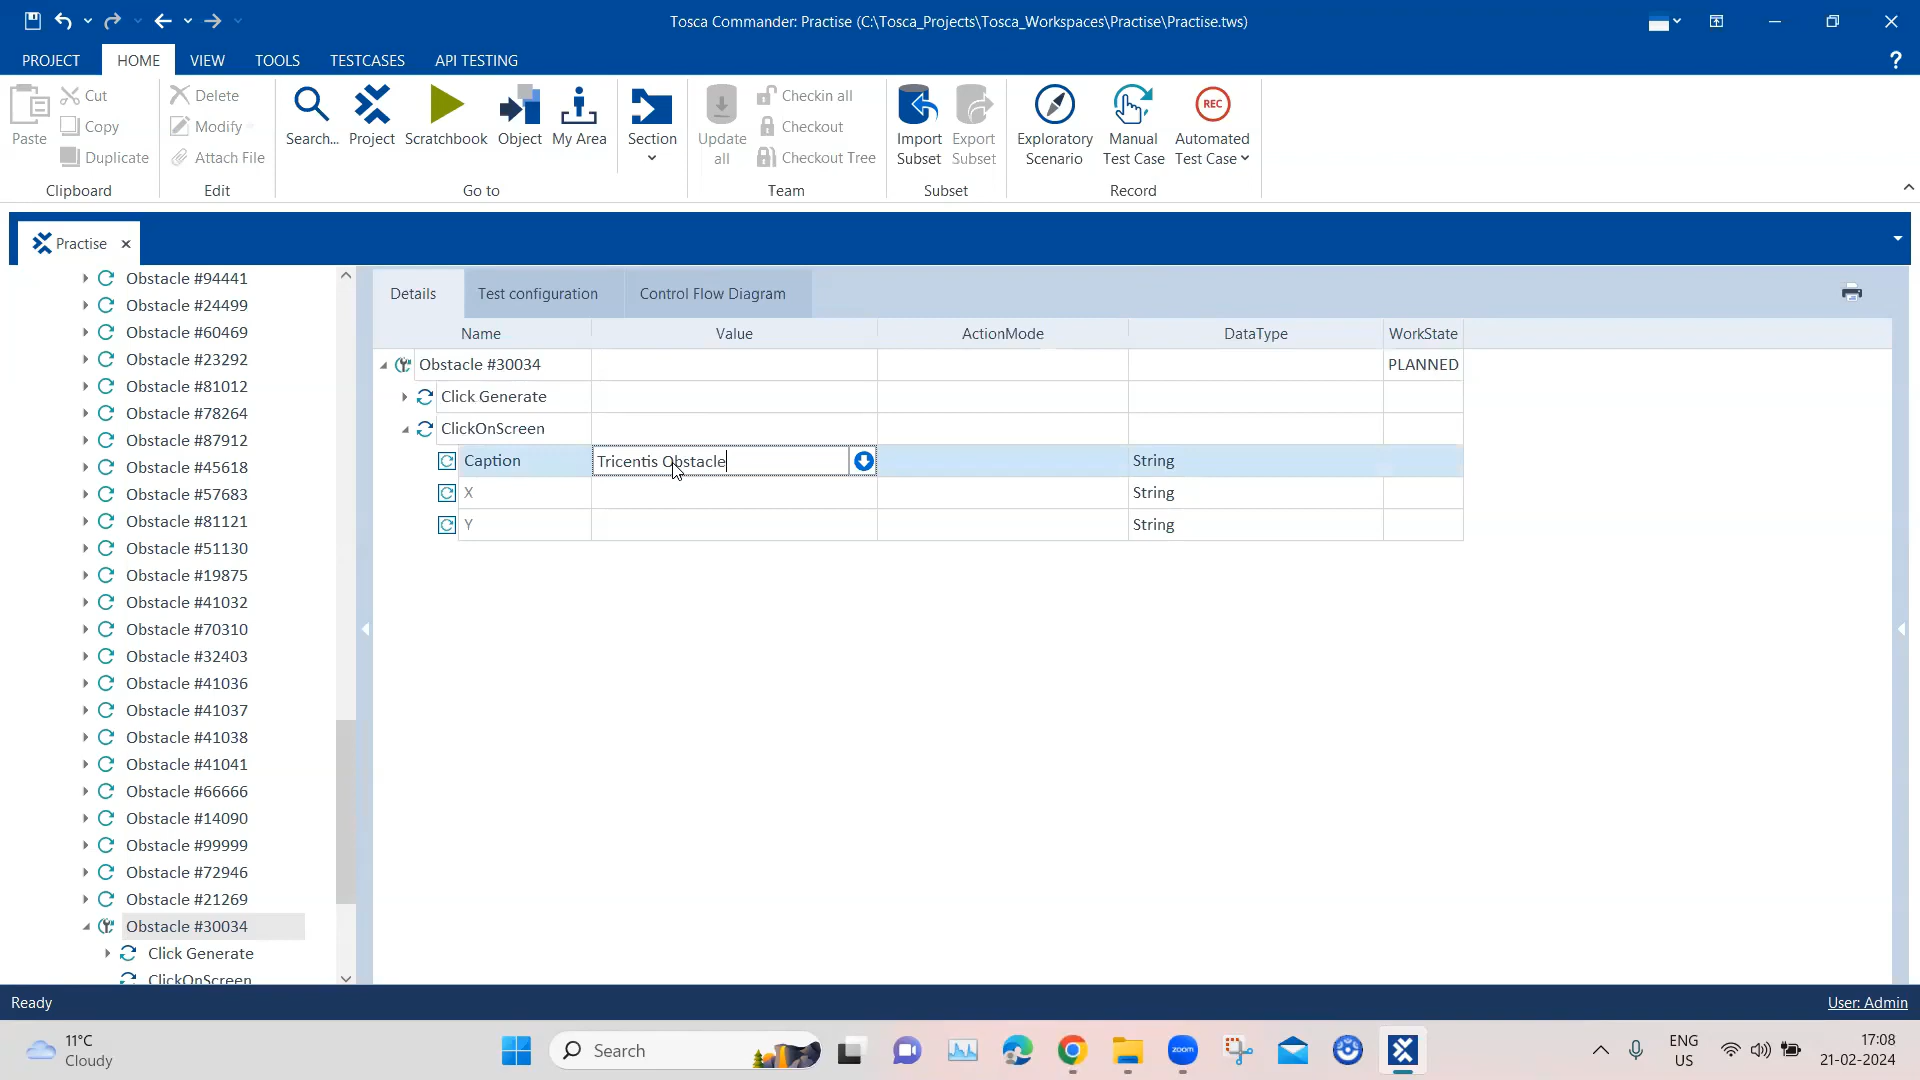 Tosca Commander: Practise (C:\Tosca_Projects\Tosca_Workspaces\Practise\Practise.tws)
PROJECT HOME VIEW TOOLS TESTCASES API TESTING ?
Paste
Cut
Copy
Duplicate
Clipboard
Delete
Modify
Attach File
Edit
Search... Project Scratchbook Object My Area
Go to
Section
Update all
Checkin all
Checkout
Checkout Tree
Team
Import Subset
Export Subset
Subset
Exploratory Scenario
Manual Test Case
REC
Automated Test Case
Record
Practise
Obstacle #94441
Obstacle #24499
Obstacle #60469
Obstacle #23292
Obstacle #81012
Obstacle #78264
Obstacle #87912
Obstacle #45618
Obstacle #57683
Obstacle #81121
Obstacle #51130
Obstacle #19875
Obstacle #41032
Obstacle #70310
Obstacle #32403
Obstacle #41036
Obstacle #41037
Obstacle #41038
Obstacle #41041
Obstacle #66666
Obstacle #14090
Obstacle #99999
Obstacle #72946
Obstacle #21269
Obstacle #30034
Click Generate
ClickOnScreen
Details Test configuration Control Flow Diagram
Name Value ActionMode DataType WorkState
Obstacle #30034 PLANNED
Click Generate
ClickOnScreen
Caption Tricentis Obstacle String
X String
Y String
Ready User: Admin
11°C
Cloudy
Search
zoom
ENG
US
17:08
21-02-2024